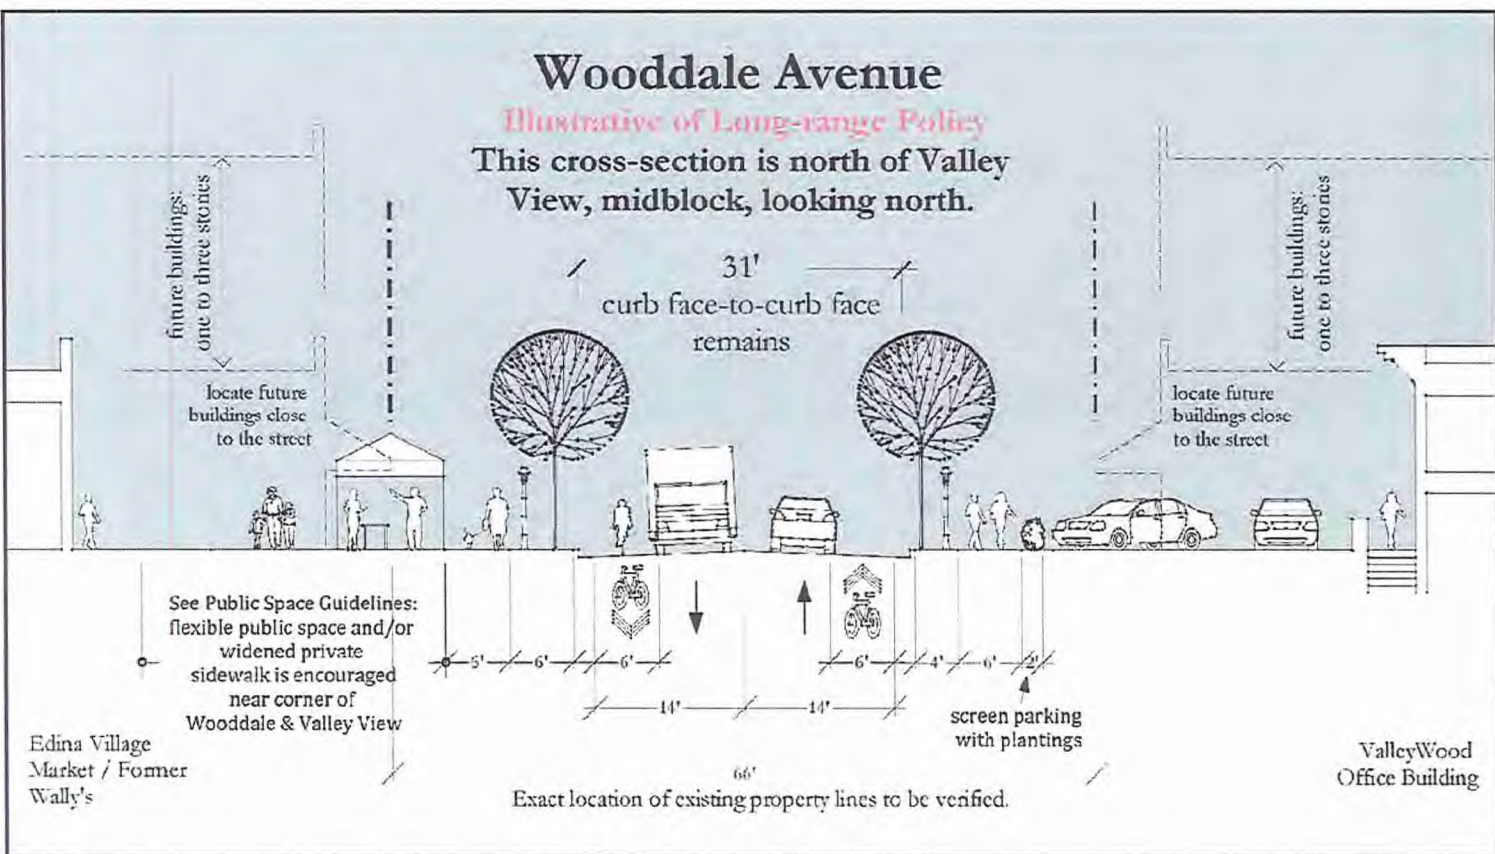 Wooddale Avenue
Illustrative of Long-range Policy
This cross-section is north of Valley
View, midblock, looking north.
31'
curb face-to-curb face
remains
future buildings:
one to three stories
locate future
buildings close
to the street
future buildings:
one to three stories
locate future
buildings close
to the street
See Public Space Guidelines:
flexible public space and/or
widened private
sidewalk is encouraged
near corner of
Wooddale & Valley View
5' 6' 6' 6' 4' 6' 2'
14' 14'
screen parking
with plantings
Edina Village
Market / Former
Wally's
66'
Exact location of existing property lines to be verified.
ValleyWood
Office Building